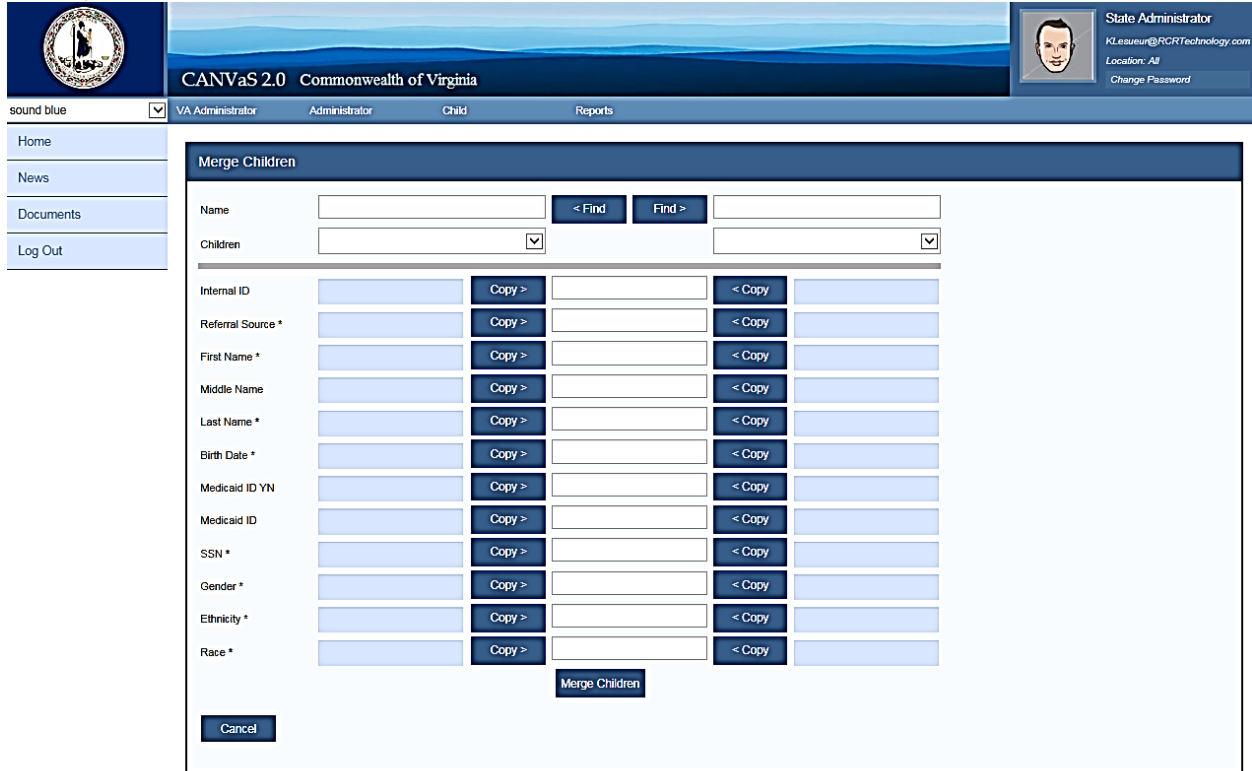 State Administrator
KLesueur@RCRTechnology.com
Location: All
Change Password
CANVaS 2.0 Commonwealth of Virginia
sound blue
VA Administrator Administrator Child Reports
Home
News
Documents
Log Out
Merge Children
Name < Find Find >
Children
Internal ID Copy > < Copy
Referral Source * Copy > < Copy
First Name * Copy > < Copy
Middle Name Copy > < Copy
Last Name * Copy > < Copy
Birth Date * Copy > < Copy
Medicaid ID YN Copy > < Copy
Medicaid ID Copy > < Copy
SSN * Copy > < Copy
Gender * Copy > < Copy
Ethnicity * Copy > < Copy
Race * Copy > < Copy
Merge Children
Cancel